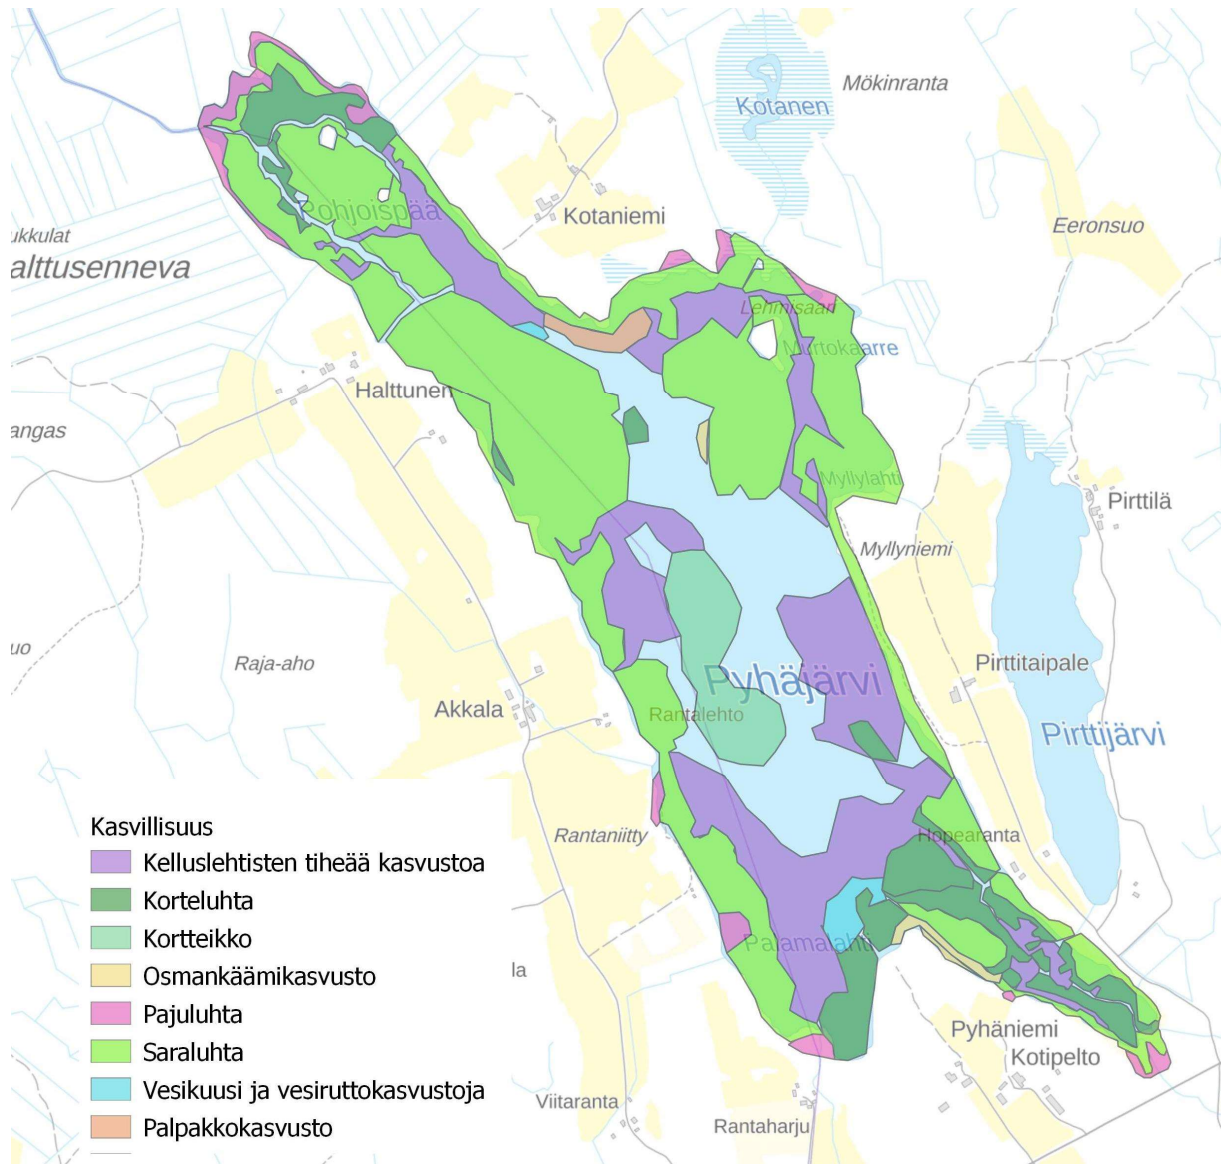 Mökinranta
Kotanen
Kotaniemi
Pohjoispää
Eeronsuo
ukkulat
alttusenneva
Lehmisaari
Murtokaarre
Halttunen
angas
Myllylahti
Pirttilä
Myllyniemi
uo
Raja-aho
Pirttitaipale
Pyhäjärvi
Akkala
Rantalehto
Pirttijärvi
Kasvillisuus
Rantaniitty
Hopearanta
Kelluslehtisten tiheää kasvustoa
Korteluhta
Kortteikko
Palamalahti
Osmankäämikasvusto
la
Pajuluhta
Pyhäniemi
Saraluhta
Kotipelto
Vesikuusi ja vesiruttokasvustoja
Viitaranta
Palpakkokasvusto
Rantaharju